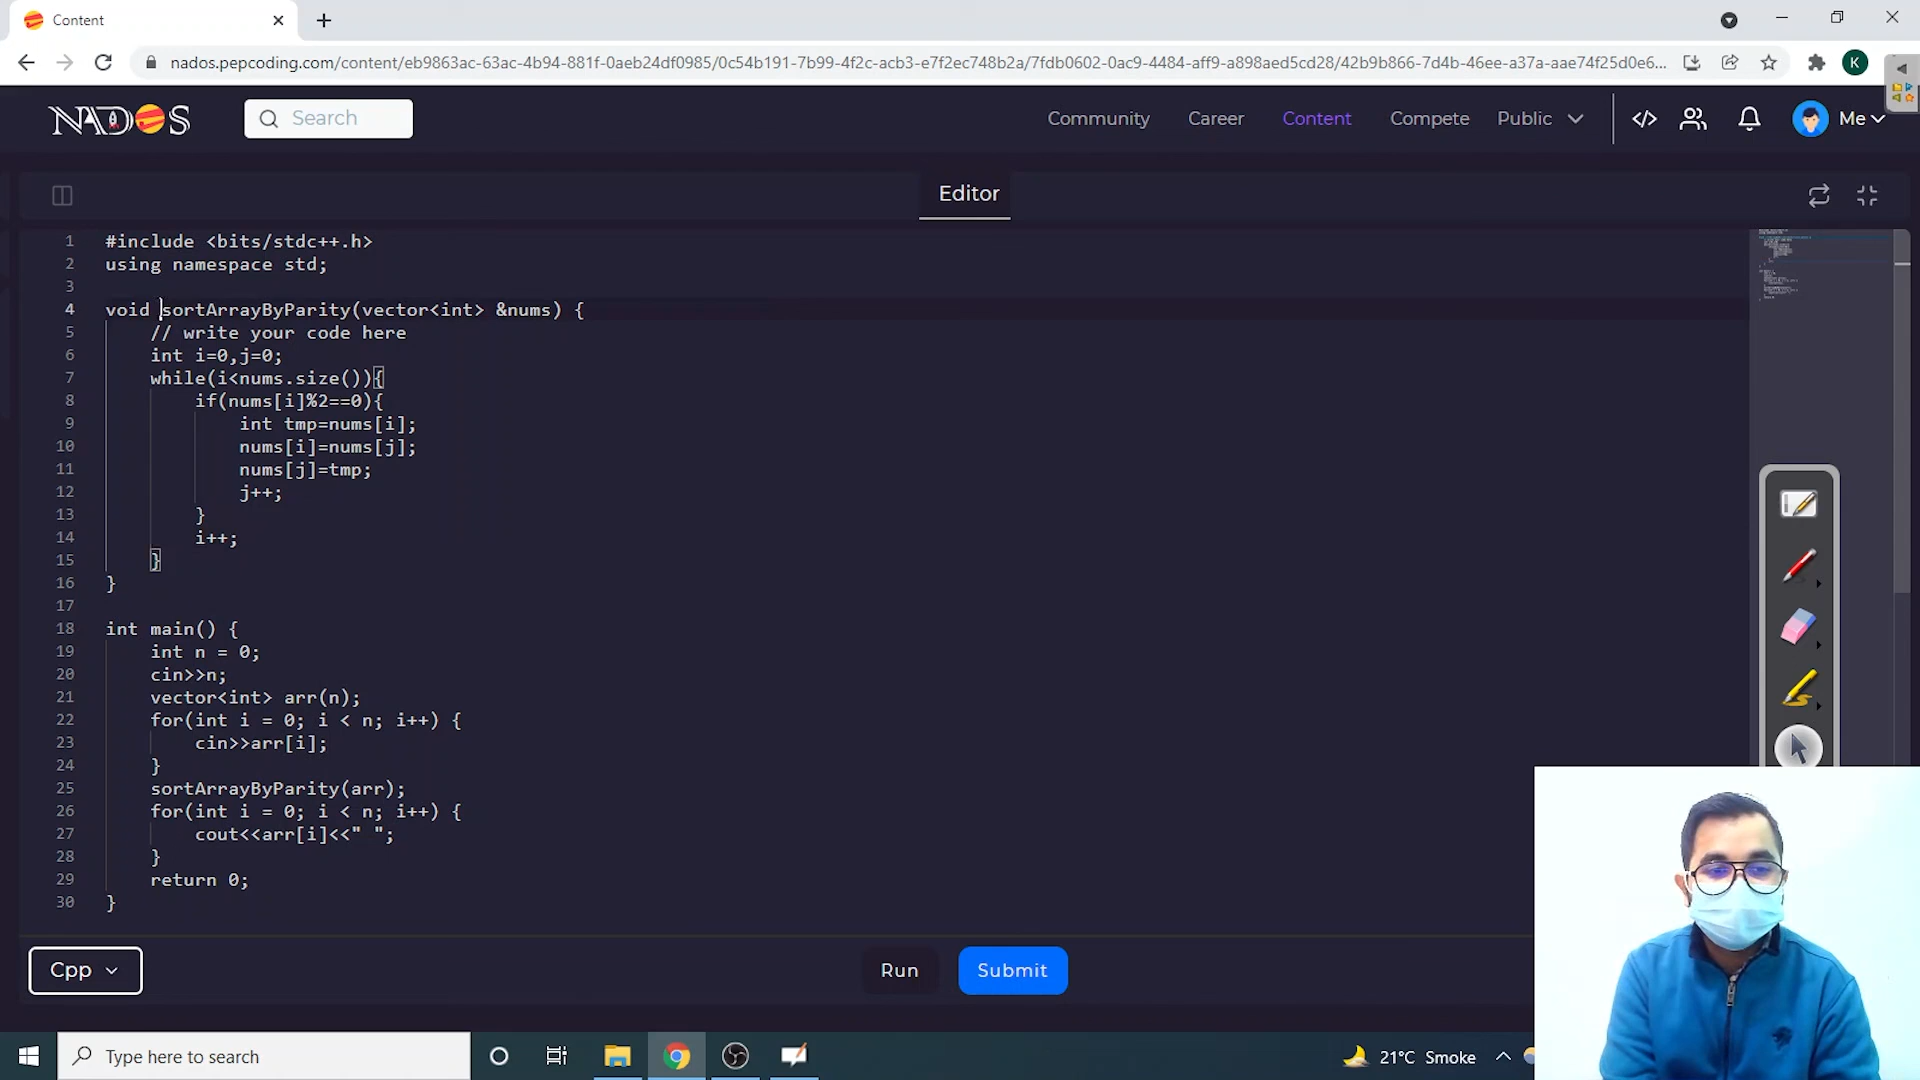 Content
nados.pepcoding.com/content/eb9863ac-63ac-4b94-881f-0aeb24df0985/0c54b191-7b99-4f2c-acb3-e7f2ec748b2a/7fdb0602-0ac9-4484-aff9-a898aed5cd28/42b9b866-7d4b-46ee-a37a-aae74f25d0e6...
K
NADOS
Search
Community
Career
Content
Compete
Public
Me
Editor
1 #include <bits/stdc++.h>
2 using namespace std;
3
4 void sortArrayByParity(vector<int> &nums) {
5 // write your code here
6 int i=0,j=0;
7 while(i<nums.size()){
8 if(nums[i]%2==0){
9 int tmp=nums[i];
10 nums[i]=nums[j];
11 nums[j]=tmp;
12 j++;
13 }
14 i++;
15 }
16 }
17
18 int main() {
19 int n = 0;
20 cin>>n;
21 vector<int> arr(n);
22 for(int i = 0; i < n; i++) {
23 cin>>arr[i];
24 }
25 sortArrayByParity(arr);
26 for(int i = 0; i < n; i++) {
27 cout<<arr[i]<<" ";
28 }
29 return 0;
30 }
Cpp
Run
Submit
Type here to search
21°C Smoke